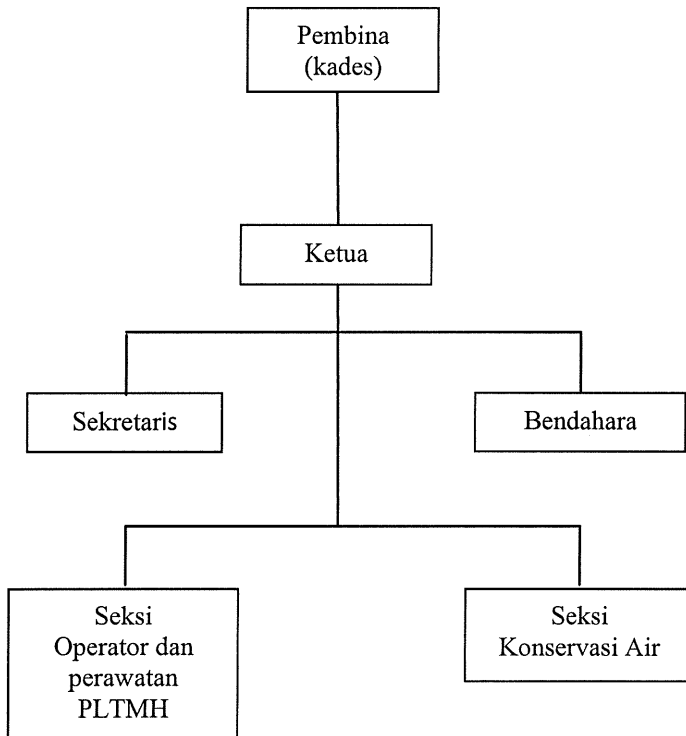 Pembina
(kades)
Ketua
Sekretaris
Bendahara
Seksi
Operator dan
perawatan
PLTMH
Seksi
Konservasi Air